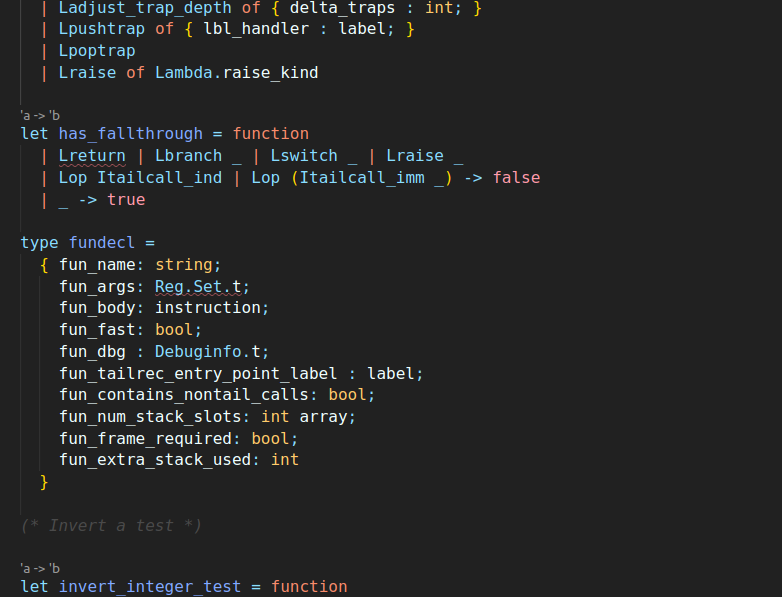 | Ladjust_trap_depth of { delta_traps : int; }
| Lpushtrap of { lbl_handler : label; }
| Lpoptrap
| Lraise of Lambda.raise_kind
'a -> 'b
let has_fallthrough = function
| Lreturn | Lbranch _ | Lswitch _ | Lraise _
| Lop Itailcall_ind | Lop (Itailcall_imm _) -> false
| _ -> true
type fundecl =
{ fun_name: string;
fun_args: Reg.Set.t;
fun_body: instruction;
fun_fast: bool;
fun_dbg : Debuginfo.t;
fun_tailrec_entry_point_label : label;
fun_contains_nontail_calls: bool;
fun_num_stack_slots: int array;
fun_frame_required: bool;
fun_extra_stack_used: int
}
(* Invert a test *)
'a -> 'b
let invert_integer_test = function